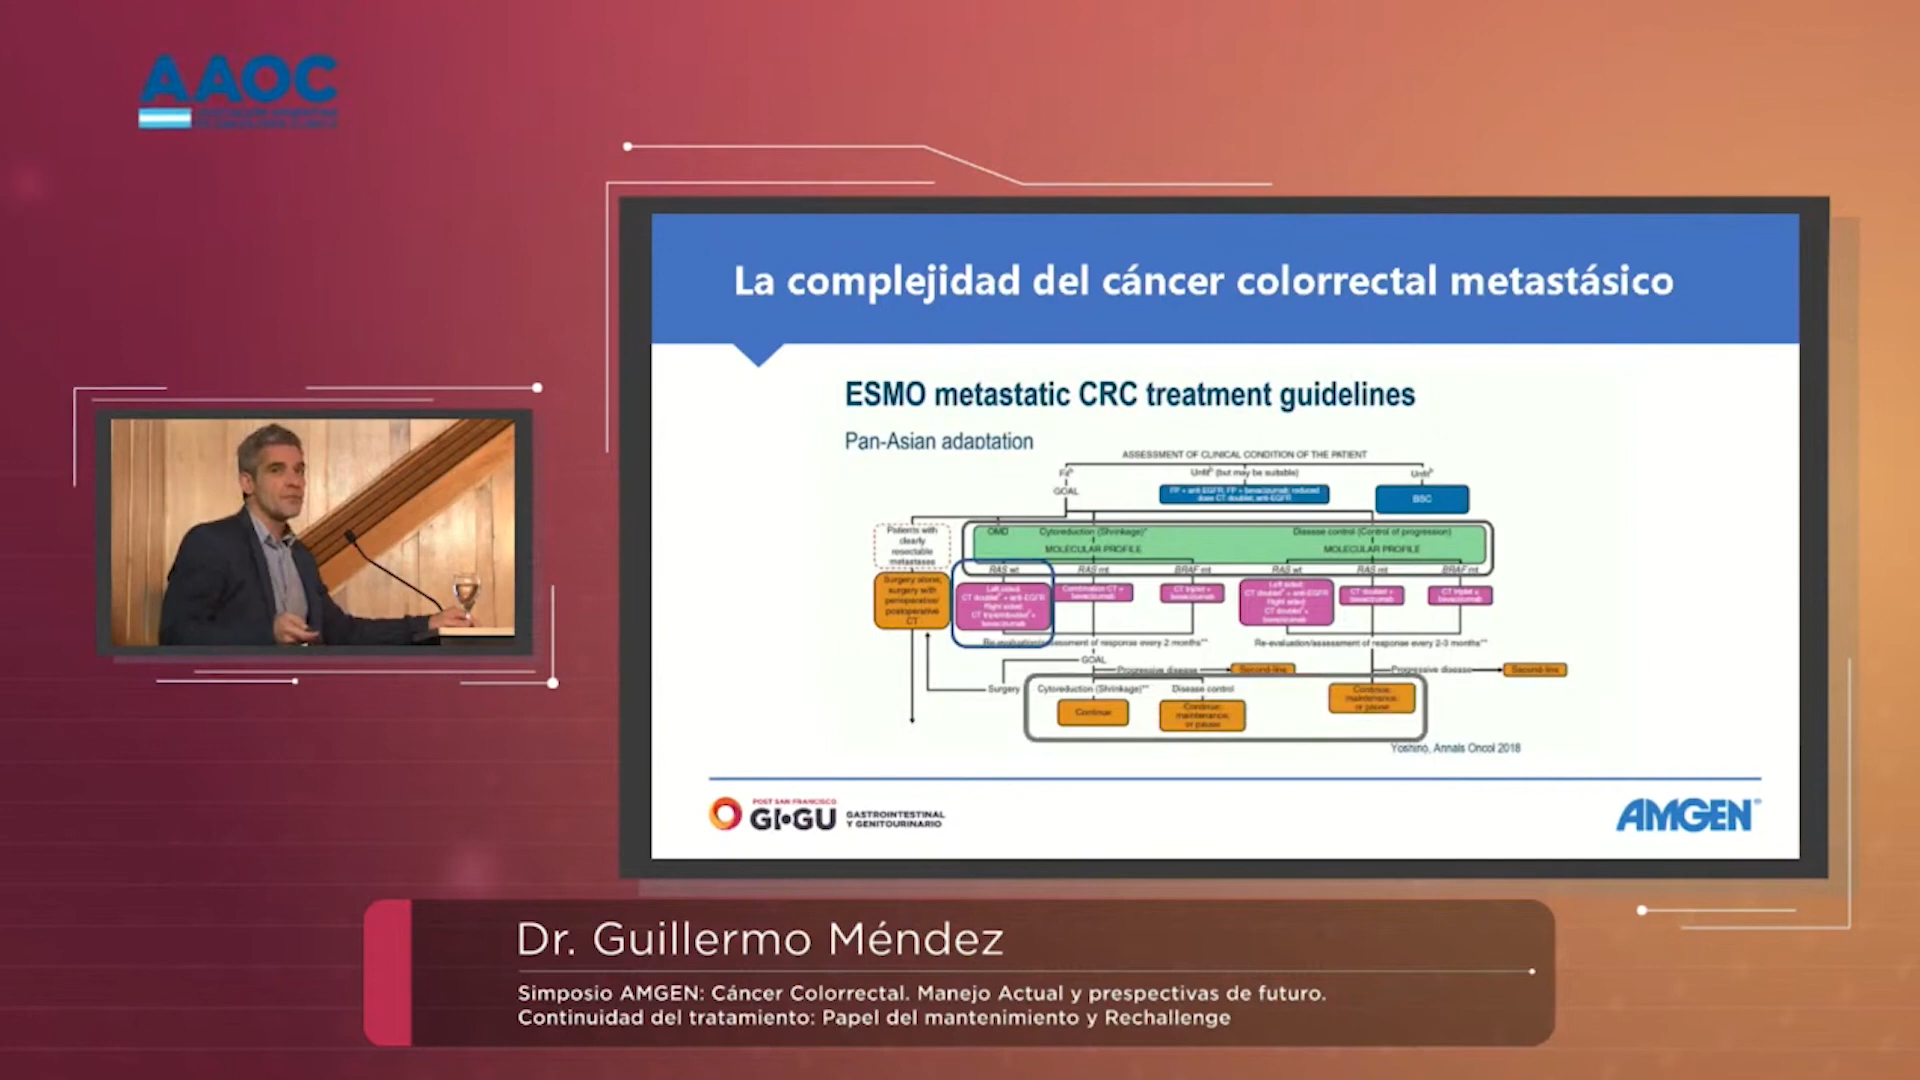 AAOC
La complejidad del cáncer colorrectal metastásico
ESMO metastatic CRC treatment guidelines
Pan-Asian adaptation
ASSESSMENT OF CLINICAL CONDITION OF THE PATIENT
Fit
Unfit (but may be suitable)
Unfit
GOAL
FP + anti-EGFR; FP + bevacizumab; reduced
dose CT doublet; anti-EGFR
BSC
Patients with
clearly
resectable
metastases
OMD
Cytoreduction (Shrinkage)
Disease control (Control of progression)
MOLECULAR PROFILE
MOLECULAR PROFILE
RAS wt
RAS mt
BRAF mt
RAS wt
RAS mt
BRAF mt
Surgery alone;
surgery with
perioperative/
postoperative
CT
Left sided:
CT doublet + anti-EGFR
Right sided:
CT
bevacizumab
Combination CT +
bevacizumab
CT triplet +
bevacizumab
Left sided:
CT doublet + anti-EGFR
Right sided:
CT doublet +
bevacizumab
CT doublet +
bevacizumab
CT triplet +
bevacizumab
Re-evaluation/assessment of response every 2 months**
Re-evaluation/assessment of response every 2-3 months**
GOAL
Progressive disease
Second-line
Progressive disease
Second-line
Surgery
Cytoreduction (Shrinkage)**
Disease control
Continue
Continue;
maintenance;
or pause
Continue;
maintenance;
or pause
Yoshino, Annals Oncol 2018
POST SAN FRANCISCO
GI•GU
GASTROINTESTINAL
Y GENITOURINARIO
AMGEN®
Dr. Guillermo Méndez
Simposio AMGEN: Cáncer Colorrectal. Manejo Actual y prespectivas de futuro.
Continuidad del tratamiento: Papel del mantenimiento y Rechallenge